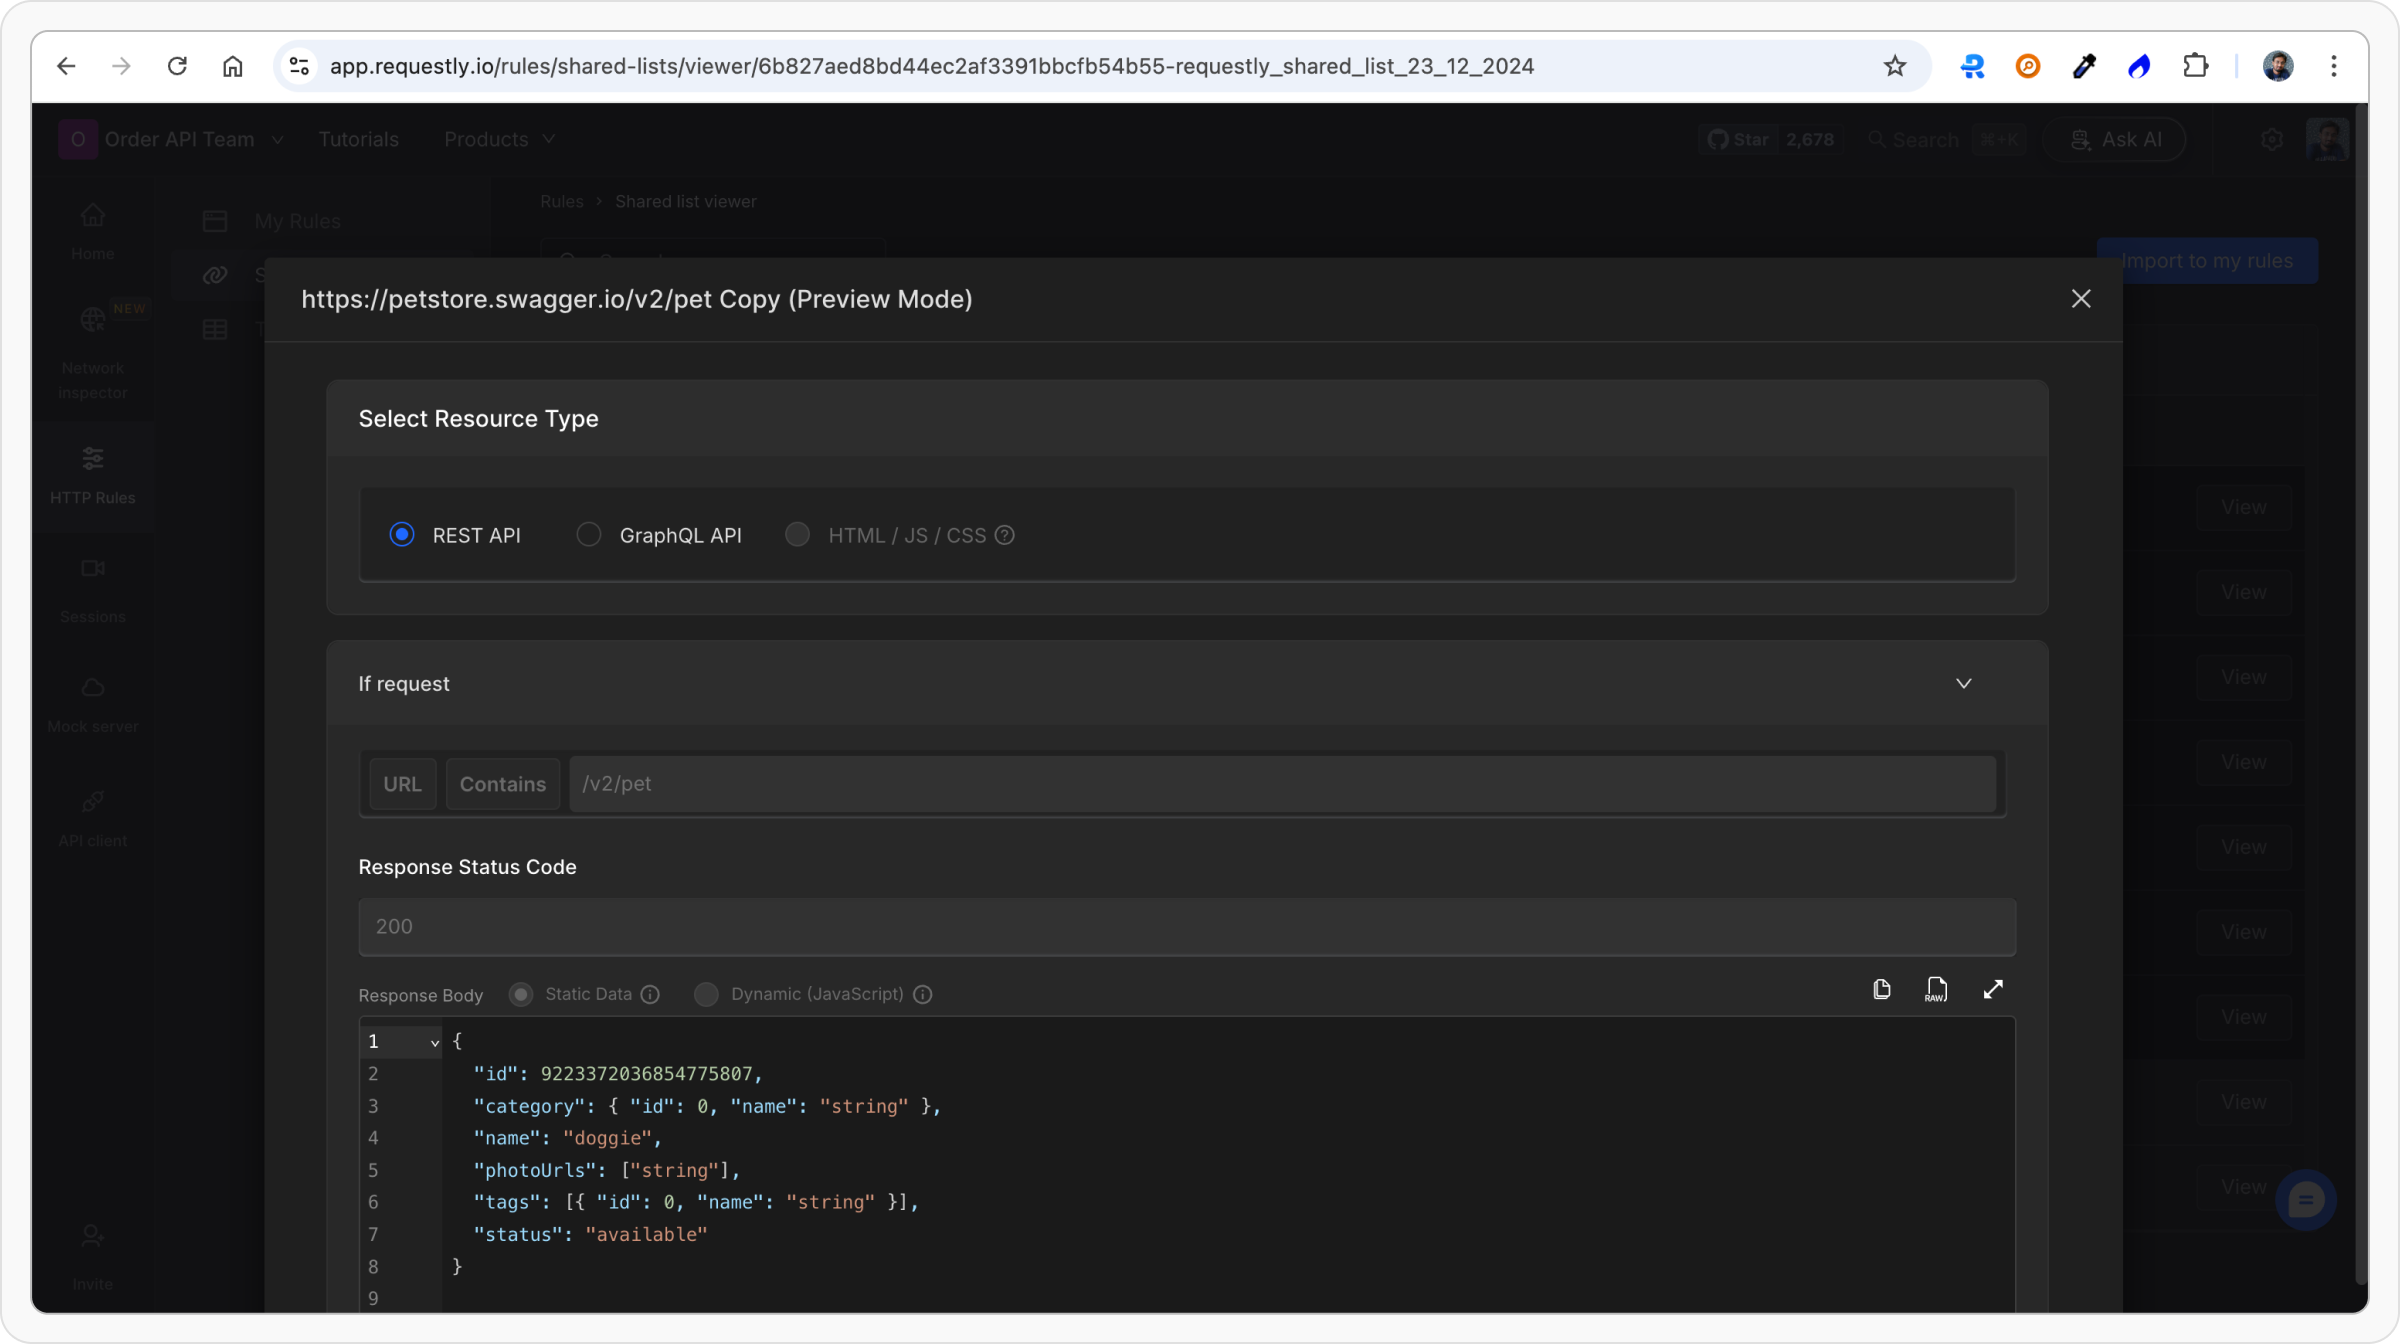 app.requestly.io/rules/shared-lists/viewer/6b827aed8bd44ec2af3391bbcfb54b55-requestly_shared_list_23_12_2024
O Order API Team Tutorials Products Star 2,678 Search ⌘+K Ask AI
Rules > Shared list viewer
My Rules
Home
Import to my rules
NEW
Network
inspector
HTTP Rules
Sessions
Mock server
API client
Invite
https://petstore.swagger.io/v2/pet Copy (Preview Mode)
Select Resource Type
REST API GraphQL API HTML / JS / CSS
If request
URL Contains /v2/pet
Response Status Code
200
Response Body Static Data Dynamic (JavaScript)
RAW
1 {
2 "id": 9223372036854775807,
3 "category": { "id": 0, "name": "string" },
4 "name": "doggie",
5 "photoUrls": ["string"],
6 "tags": [{ "id": 0, "name": "string" }],
7 "status": "available"
8 }
9
View
View
View
View
View
View
View
View
View